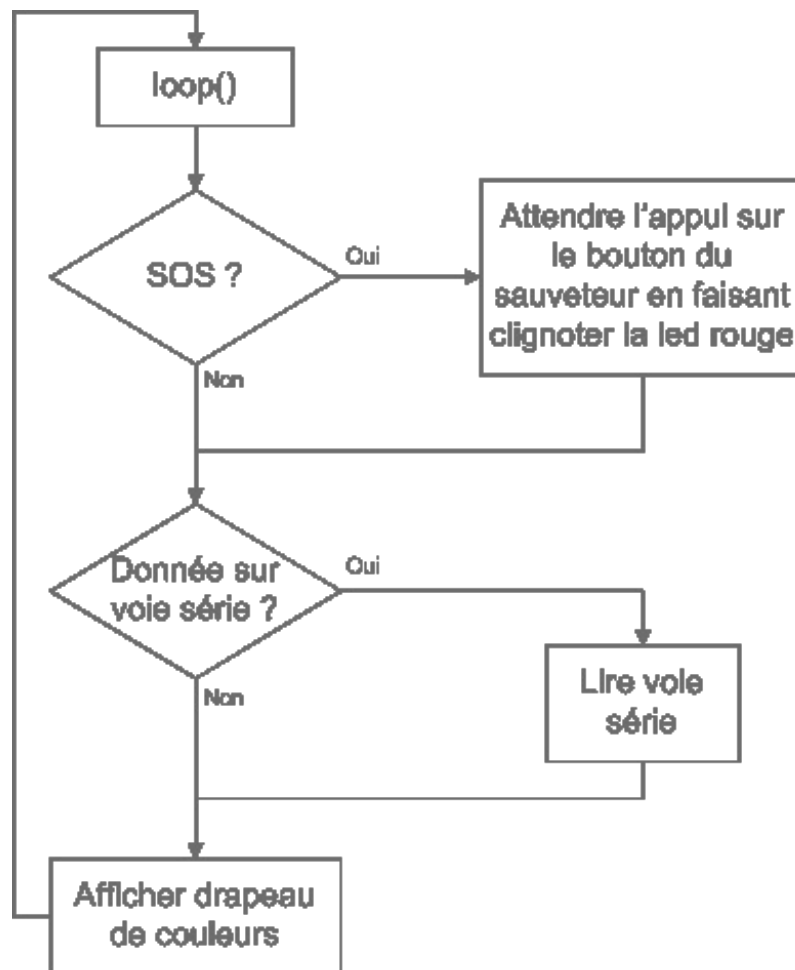 loop()
SOS ?
Oui
Attendre l'appui sur
le bouton du
sauveteur en faisant
clignoter la led rouge
Non
Donnée sur
voie série ?
Oui
Lire voie
série
Non
Afficher drapeau
de couleurs